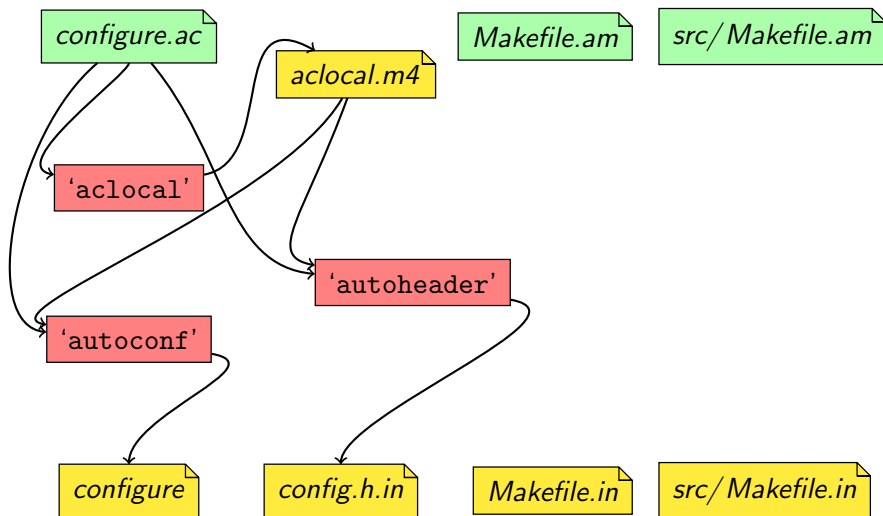 configure.ac
aclocal.m4
Makefile.am
src/Makefile.am
‘aclocal’
‘autoheader’
‘autoconf’
configure
config.h.in
Makefile.in
src/Makefile.in